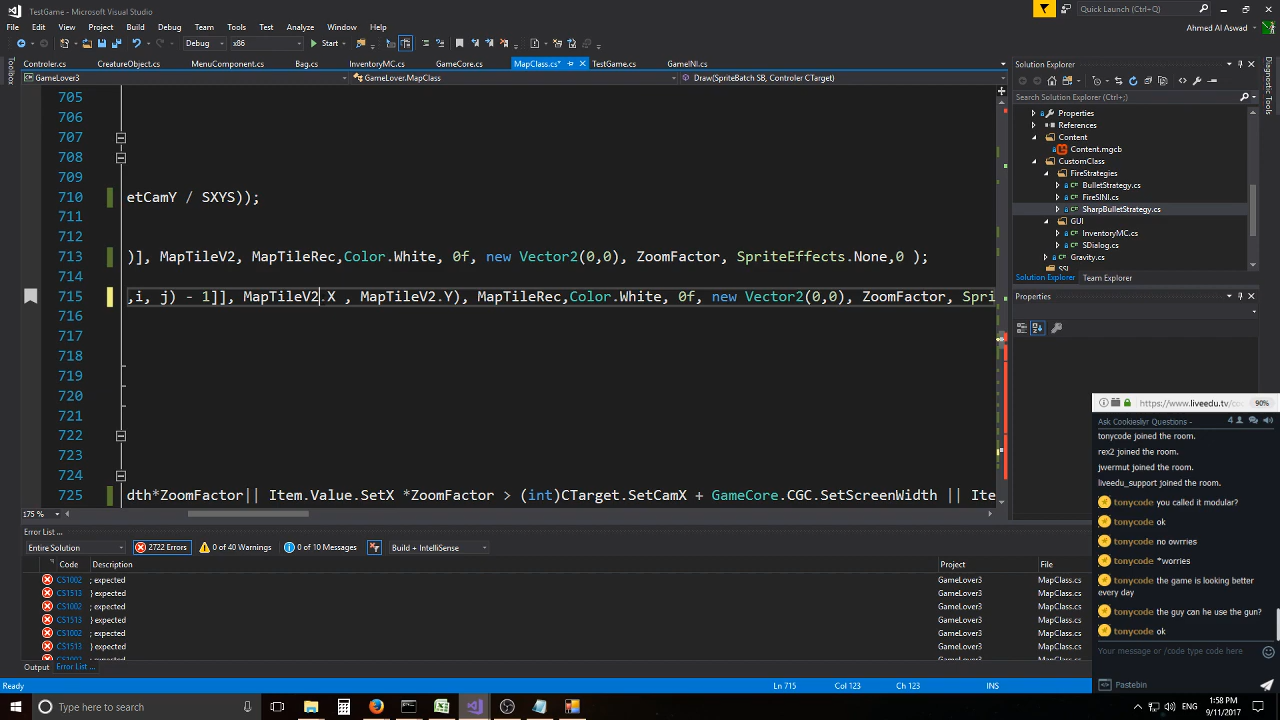 TestGame - Microsoft Visual Studio
Quick Launch (Ctrl+Q)
File Edit View Project Build Debug Team Tools Test Analyze Window Help
Ahmed Al Aswad
Debug x86 Start
Controler.cs CreatureObject.cs MenuComponent.cs Bag.cs InventoryMC.cs GameCore.cs MapClass.cs* TestGame.cs GameINI.cs
GameLover3 GameLover.MapClass Draw(SpriteBatch SB, Controler CTarget)
Toolbox
Diagnostic Tools
705
706
707
708
709
710 etCamY / SXYS));
711
712
713 )], MapTileV2, MapTileRec,Color.White, 0f, new Vector2(0,0), ZoomFactor, SpriteEffects.None,0 );
714
715 ,i, j) - 1]], MapTileV2.X , MapTileV2.Y), MapTileRec,Color.White, 0f, new Vector2(0,0), ZoomFactor, Spri
716
717
718
719
720
721
722
723
724
725 dth*ZoomFactor|| Item.Value.SetX *ZoomFactor > (int)CTarget.SetCamX + GameCore.CGC.SetScreenWidth || Ite
175 %
Solution Explorer
Search Solution Explorer (Ctrl+;)
Properties
References
Content
Content.mgcb
CustomClass
FireStrategies
BulletStrategy.cs
FireSINI.cs
SharpBulletStrategy.cs
GUI
InventoryMC.cs
SDialog.cs
Gravity.cs
Solution Explorer Team Explorer
Properties
Error List ...
Entire Solution 2722 Errors 0 of 40 Warnings 0 of 10 Messages Build + IntelliSense
Code Description Project File
CS1002 ; expected GameLover3 MapClass.cs
CS1513 } expected GameLover3 MapClass.cs
CS1002 ; expected GameLover3 MapClass.cs
CS1513 } expected GameLover3 MapClass.cs
CS1002 ; expected GameLover3 MapClass.cs
CS1513 } expected GameLover3 MapClass.cs
Output Error List ...
Ready Ln 715 Col 123 Ch 123 INS
https://www.liveedu.tv/co 90%
Ask Cookiesliyr Questions - 4
tonycode joined the room.
rex2 joined the room.
jvermut joined the room.
liveedu_support joined the room.
tonycode you called it modular?
tonycode ok
tonycode no owrries
tonycode *worries
tonycode the game is looking better
every day
tonycode the guy can he use the gun?
tonycode ok
Your message or /code type code here
Pastebin
Type here to search
1:58 PM
9/11/2017